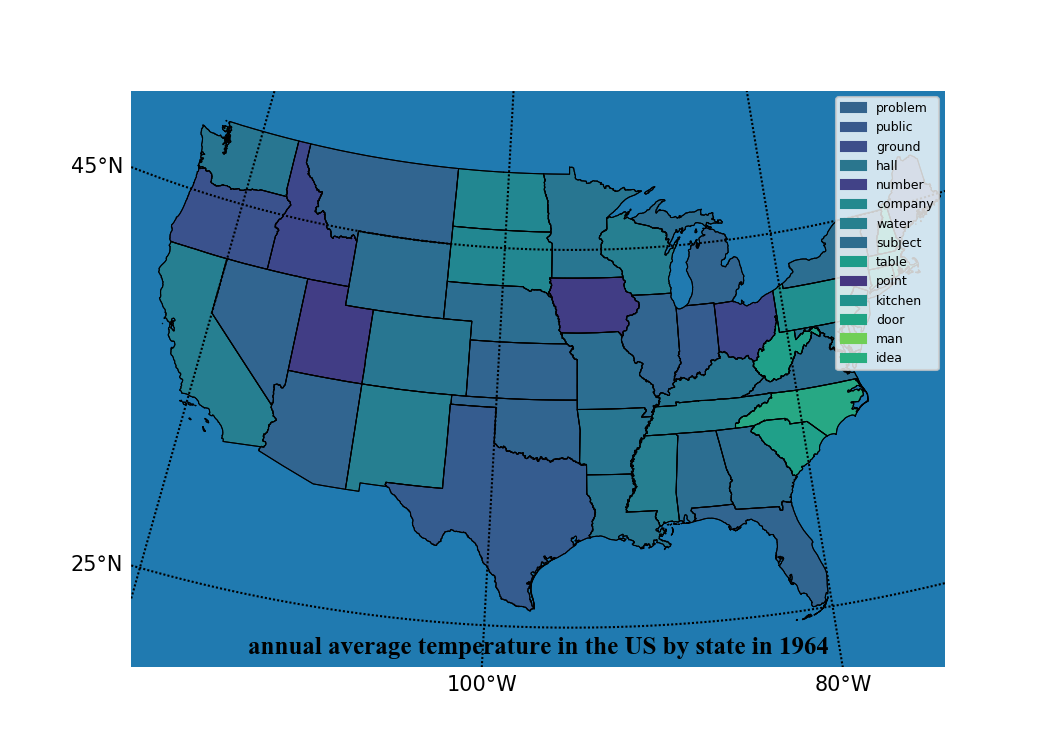 problem
public
ground
hall
number
company
water
subject
table
point
kitchen
door
man
idea
45°N
25°N
annual average temperature in the US by state in 1964
100°W
80°W